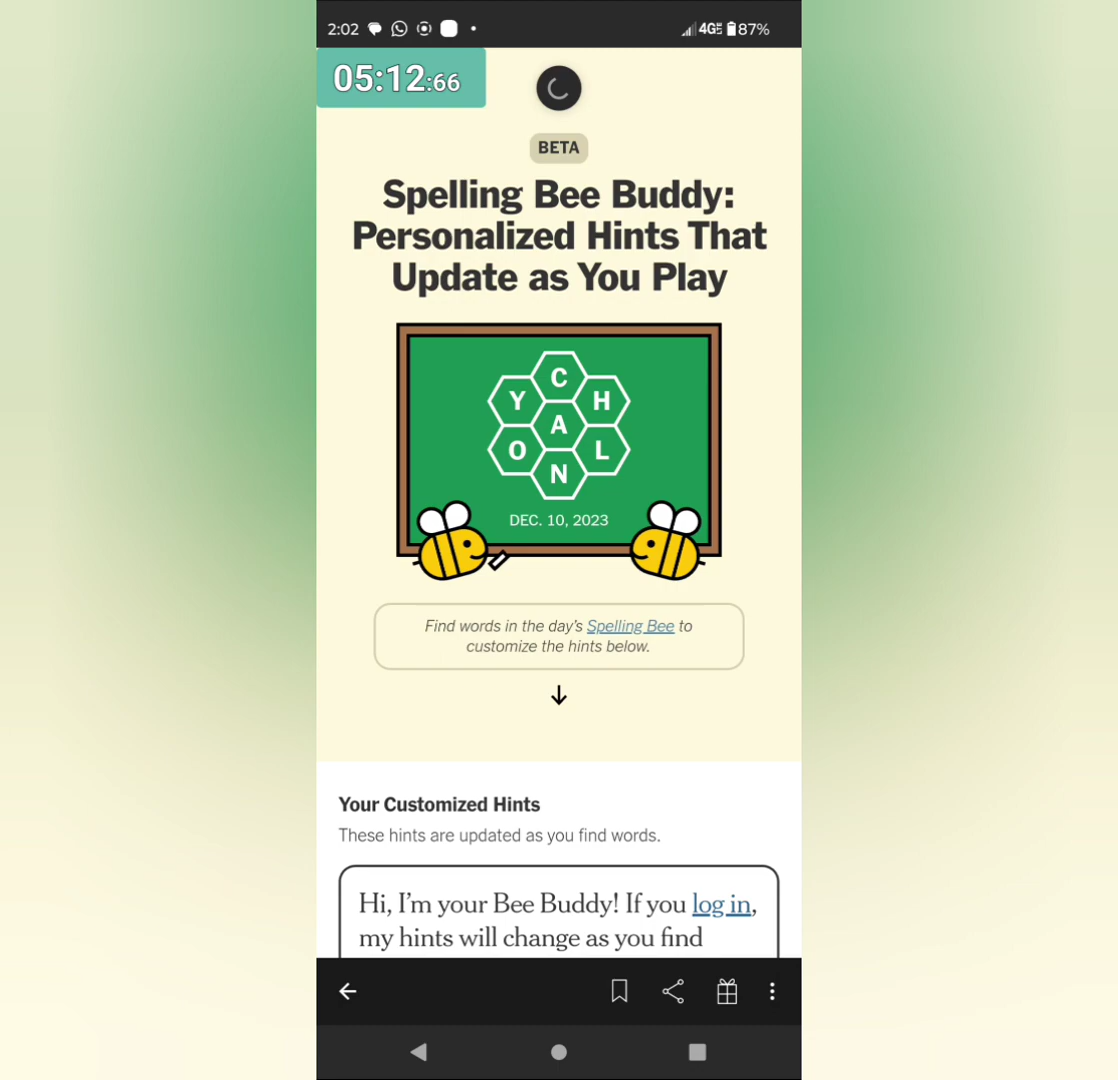 2:02 4G 87%
05:12:66
BETA
Spelling Bee Buddy:
Personalized Hints That
Update as You Play
C
Y H
A
O L
N
DEC. 10, 2023
Find words in the day's Spelling Bee to
customize the hints below.
Your Customized Hints
These hints are updated as you find words.
Hi, I'm your Bee Buddy! If you log in,
my hints will change as you find